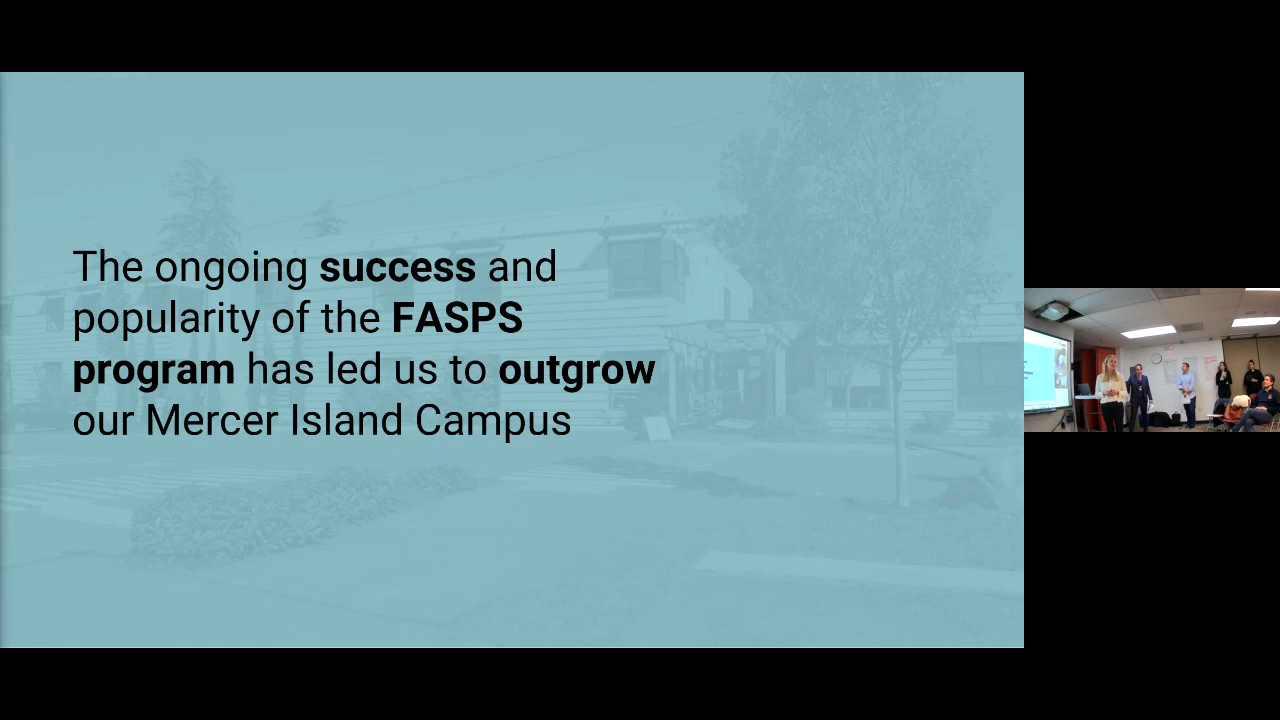 The ongoing success and
popularity of the FASPS
program has led us to outgrow
our Mercer Island Campus